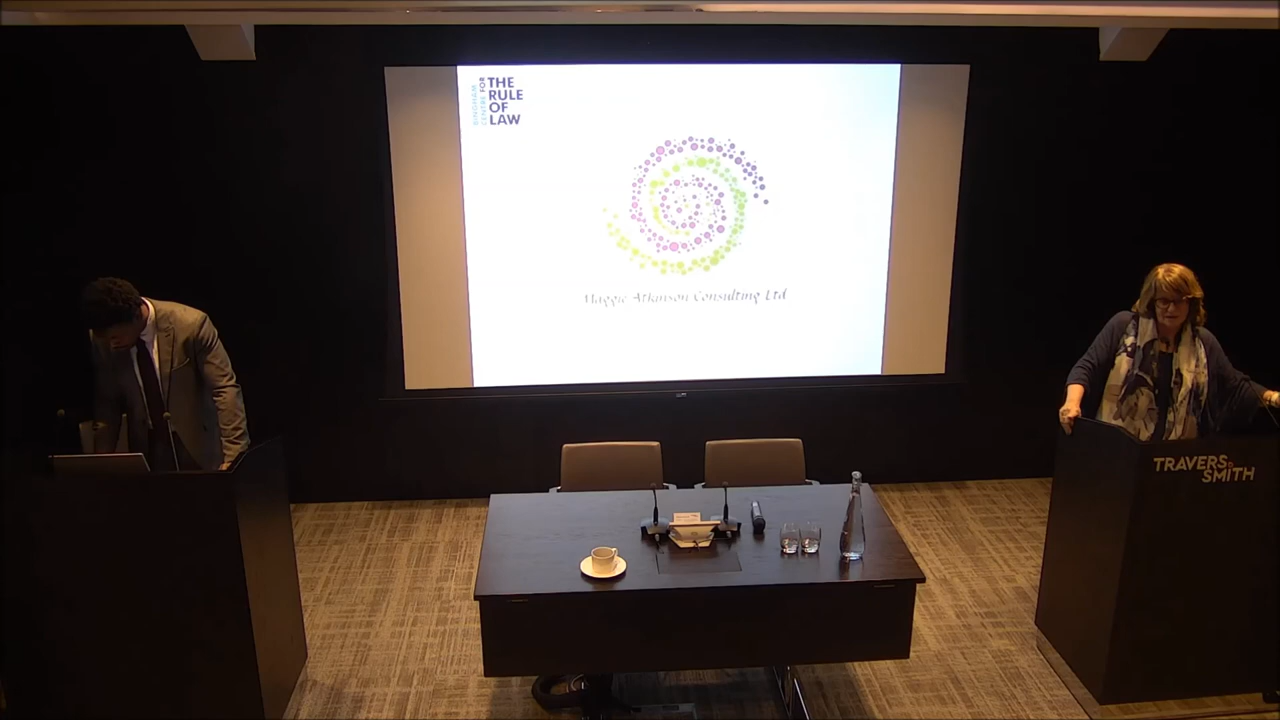 BINGHAM
CENTRE FOR
THE
RULE
OF
LAW
Maggie Atkinson Consulting Ltd
TRAVERS
SMITH